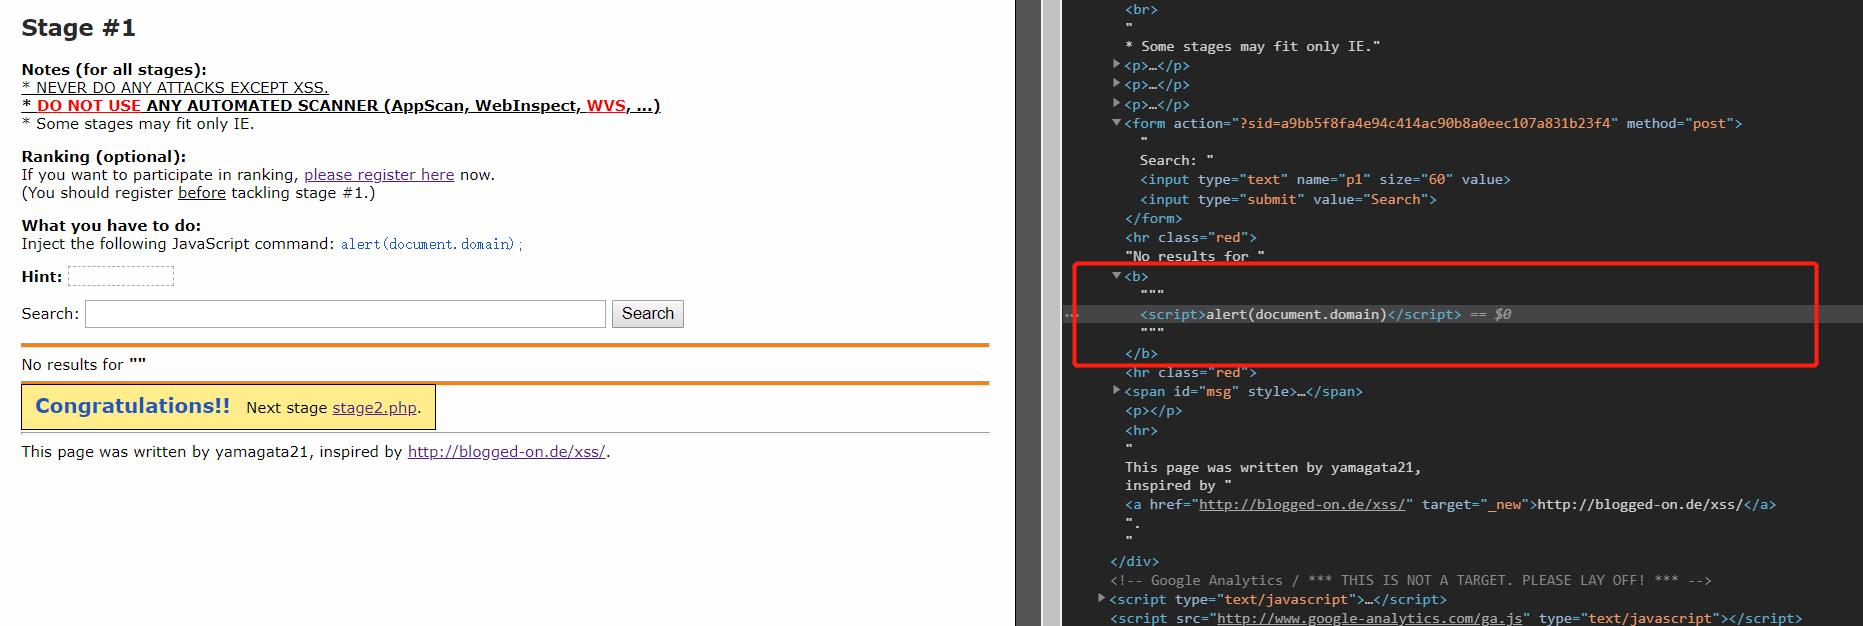 Stage #1
Notes (for all stages):
* NEVER DO ANY ATTACKS EXCEPT XSS.
* DO NOT USE ANY AUTOMATED SCANNER (AppScan, WebInspect, WVS, ...)
* Some stages may fit only IE.
Ranking (optional):
If you want to participate in ranking, please register here now.
(You should register before tackling stage #1.)
What you have to do:
Inject the following JavaScript command: alert(document.domain);
Hint:
Search: Search
No results for ""
Congratulations!! Next stage stage2.php.
This page was written by yamagata21, inspired by http://blogged-on.de/xss/.
<br>
"
* Some stages may fit only IE."
<p>…</p>
<p>…</p>
<p>…</p>
<form action="?sid=a9bb5f8fa4e94c414ac90b8a0eec107a831b23f4" method="post">
"
Search: "
<input type="text" name="p1" size="60" value>
<input type="submit" value="Search">
</form>
<hr class="red">
"No results for "
<b>
"""
… <script>alert(document.domain)</script> == $0
"""
</b>
<hr class="red">
<span id="msg" style>…</span>
<p></p>
<hr>
"
This page was written by yamagata21,
inspired by "
<a href="http://blogged-on.de/xss/" target="_new">http://blogged-on.de/xss/</a>
".
"
</div>
<!-- Google Analytics / *** THIS IS NOT A TARGET. PLEASE LAY OFF! *** -->
<script type="text/javascript">…</script>
<script src="http://www.google-analytics.com/ga.js" type="text/javascript"></script>